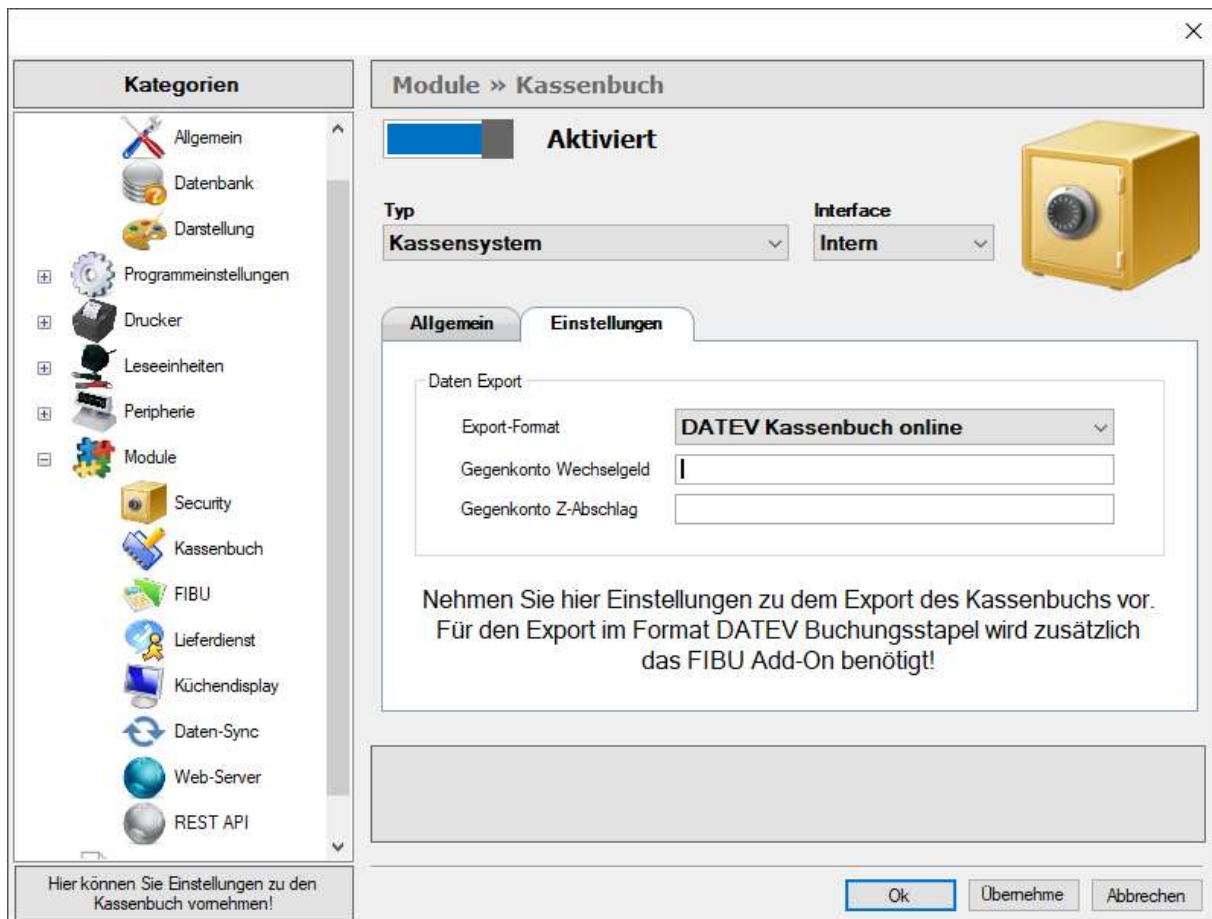 Kategorien
Allgemein
Datenbank
Darstellung
Programmeinstellungen
Drucker
Leseeinheiten
Peripherie
Module
Security
Kassenbuch
FIBU
Lieferdienst
Küchendisplay
Daten-Sync
Web-Server
REST API
Hier können Sie Einstellungen zu den
Kassenbuch vornehmen!
Module » Kassenbuch
Aktiviert
Typ
Kassensystem
Interface
Intern
Allgemein
Einstellungen
Daten Export
Export-Format
DATEV Kassenbuch online
Gegenkonto Wechselgeld
Gegenkonto Z-Abschlag
Nehmen Sie hier Einstellungen zu dem Export des Kassenbuchs vor.
Für den Export im Format DATEV Buchungsstapel wird zusätzlich
das FIBU Add-On benötigt!
Ok
Übernehme
Abbrechen